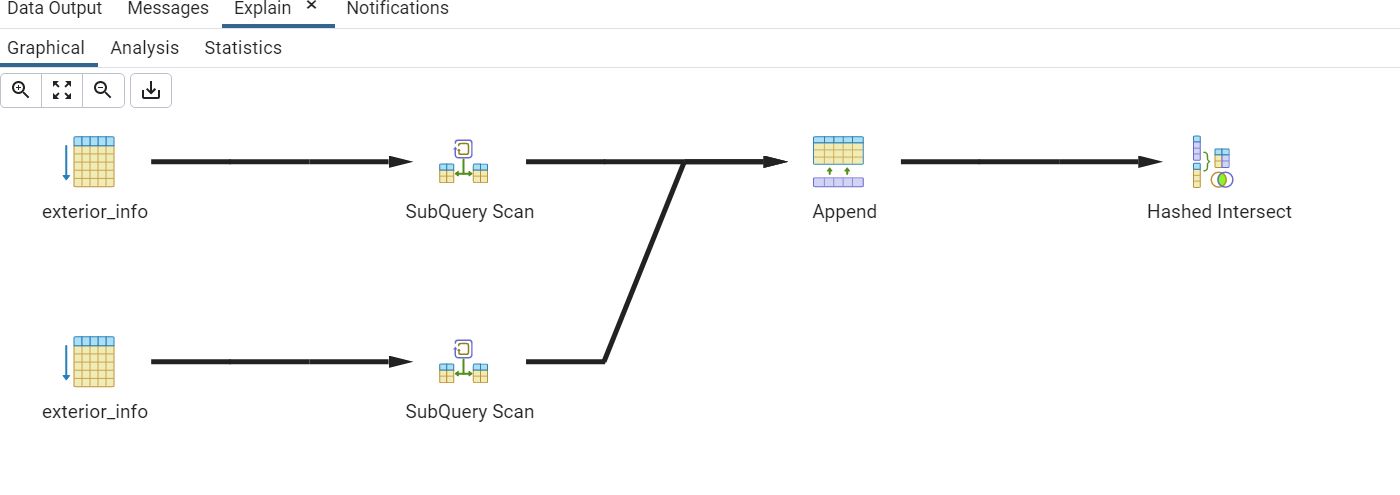 Data Output Messages Explain × Notifications
Graphical Analysis Statistics
exterior_info SubQuery Scan Append Hashed Intersect
exterior_info SubQuery Scan